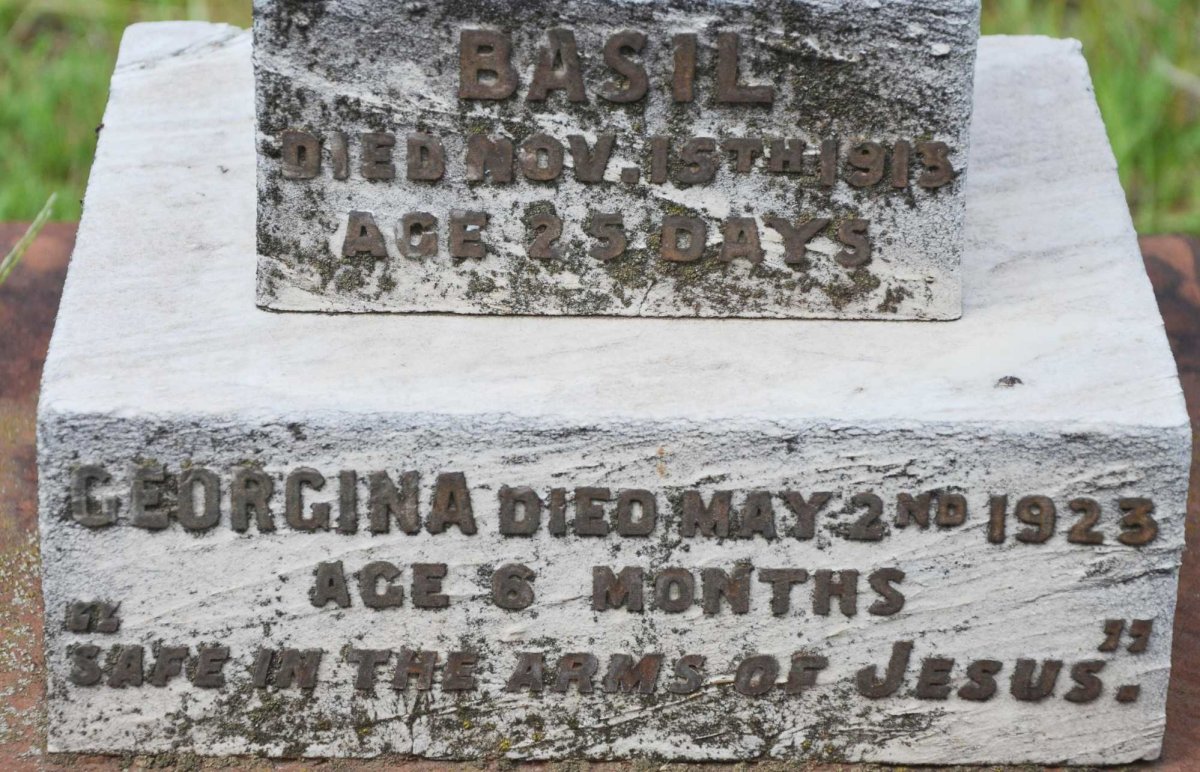 BASIL
DIED NOV. 15TH 1913
AGE 25 DAYS
GEORGINA DIED MAY 2ND 1923
AGE 6 MONTHS
"SAFE IN THE ARMS OF JESUS".